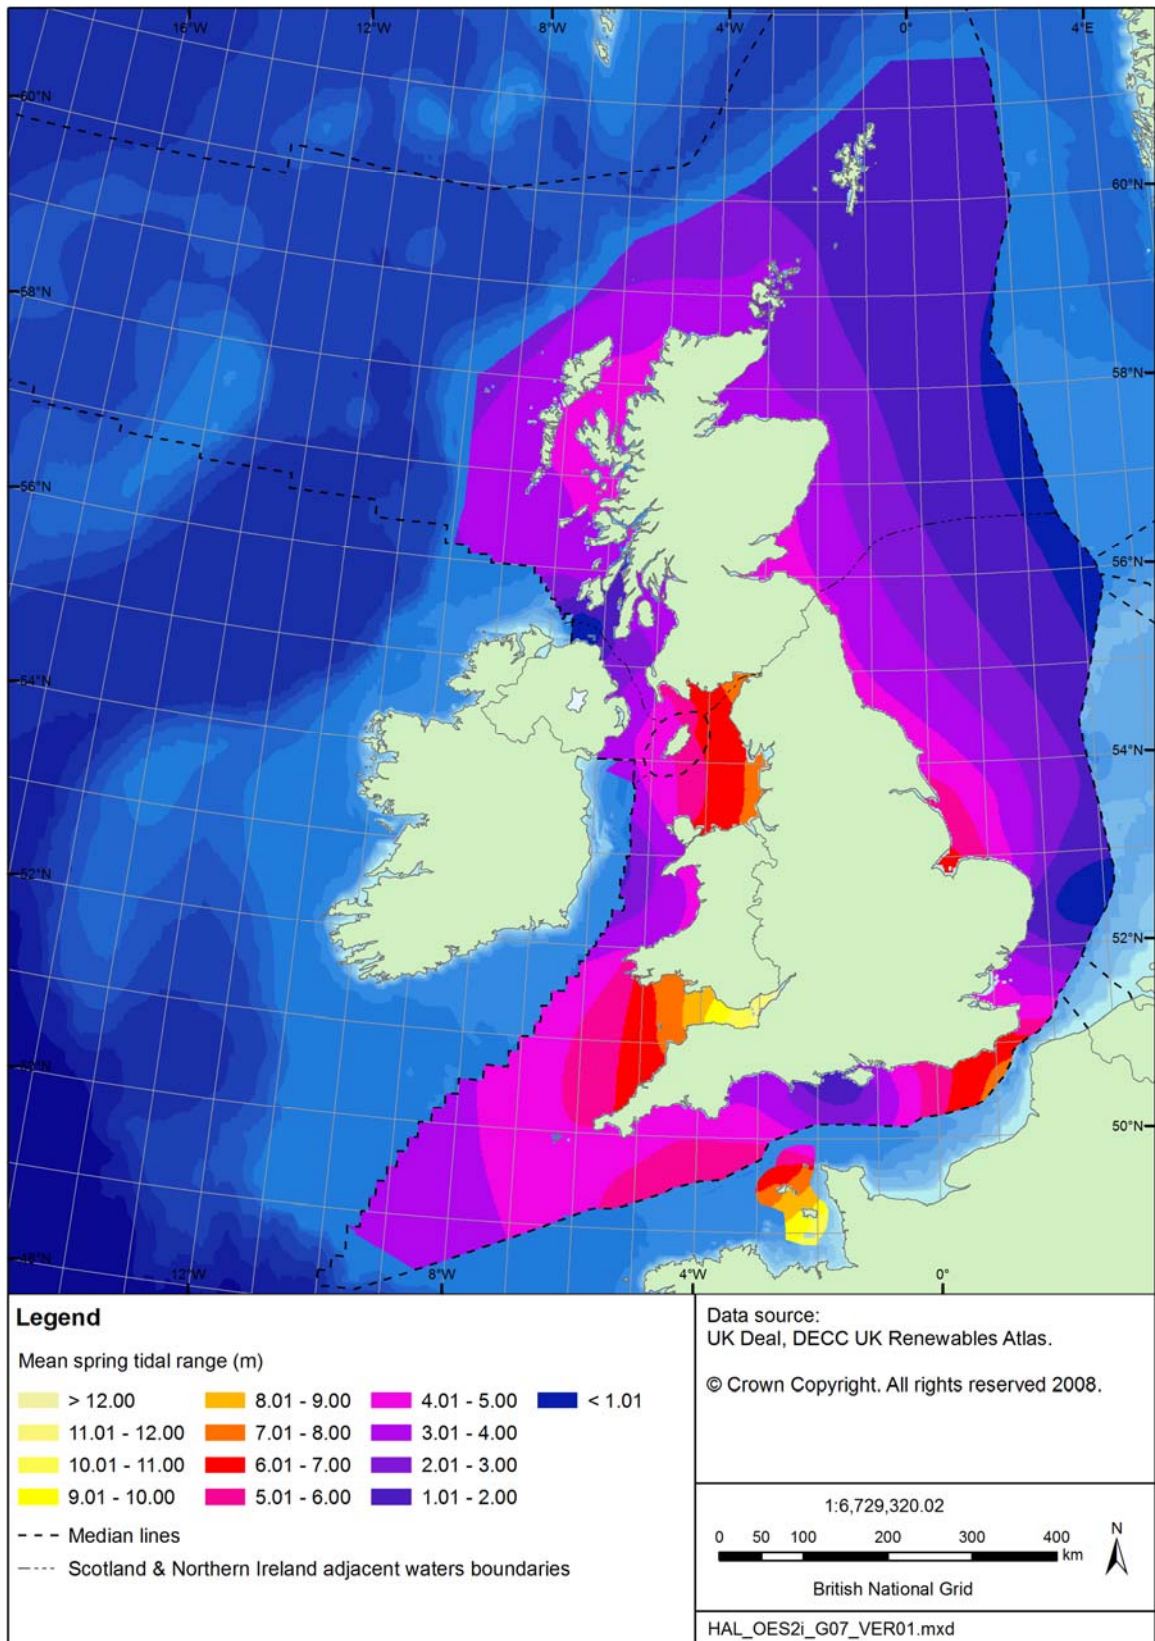 16°W 12°W 8°W 4°W 0° 4°E
60°N
60°N
58°N
58°N
56°N
56°N
54°N
54°N
52°N
52°N
50°N
50°N
48°N
12°W 8°W 4°W 0°
Legend
Mean spring tidal range (m)
> 12.00 8.01 - 9.00 4.01 - 5.00 < 1.01
11.01 - 12.00 7.01 - 8.00 3.01 - 4.00
10.01 - 11.00 6.01 - 7.00 2.01 - 3.00
9.01 - 10.00 5.01 - 6.00 1.01 - 2.00
Median lines
Scotland & Northern Ireland adjacent waters boundaries
Data source:
UK Deal, DECC UK Renewables Atlas.
© Crown Copyright. All rights reserved 2008.
1:6,729,320.02
0 50 100 200 300 400
km
N
British National Grid
HAL_OES2i_G07_VER01.mxd